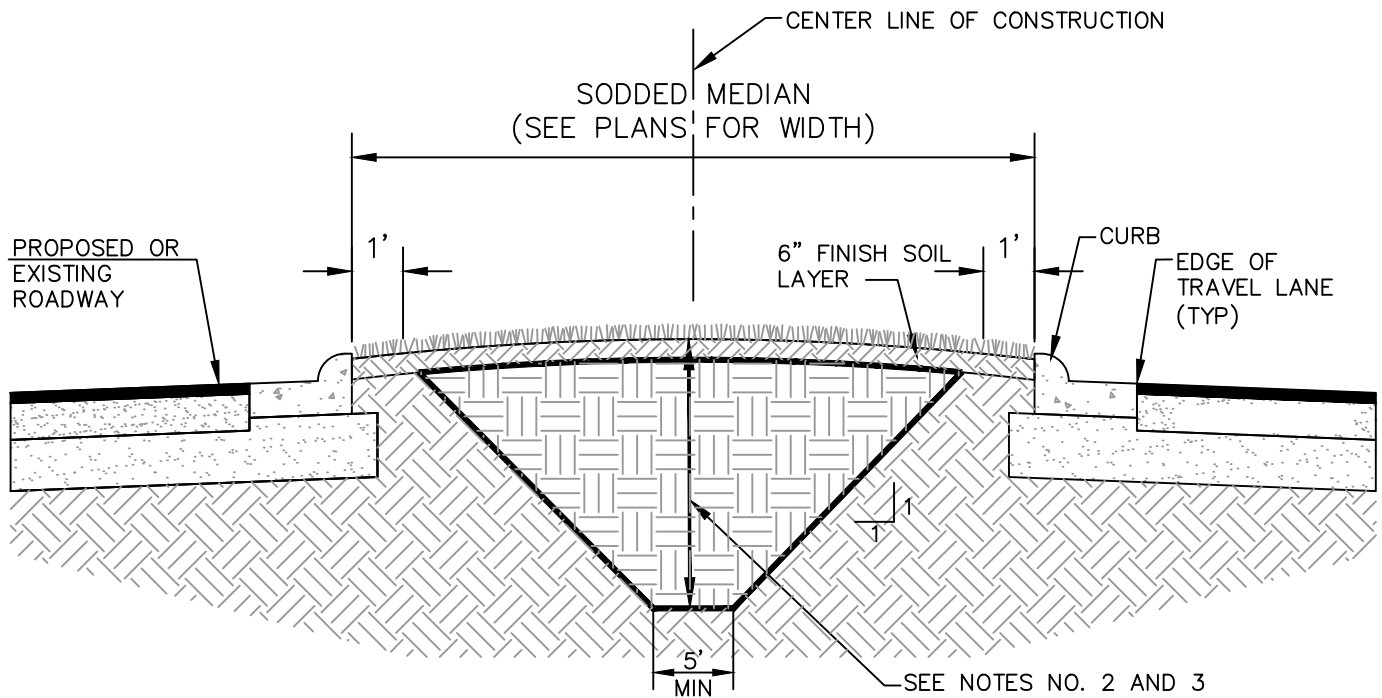 CENTER LINE OF CONSTRUCTION
SODDED MEDIAN
(SEE PLANS FOR WIDTH)
PROPOSED OR
EXISTING
ROADWAY
1'
6" FINISH SOIL
LAYER
1'
CURB
EDGE OF
TRAVEL LANE
(TYP)
1
1
5'
MIN
SEE NOTES NO. 2 AND 3